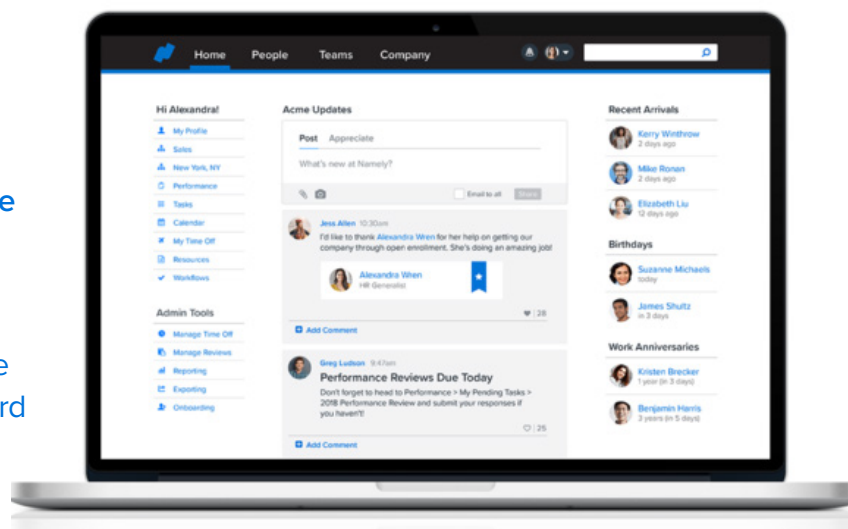 e
e
rd
Home People Teams Company
Hi Alexandra!
My Profile
Sales
New York, NY
Performance
Tasks
Calendar
My Time Off
Resources
Workflows
Admin Tools
Manage Time Off
Manage Reviews
Reporting
Exporting
Onboarding
Acme Updates
Post Appreciate
What's new at Namely?
Email to all Share
Jess Allen 10:30am
I'd like to thank Alexandra Wren for her help on getting our
company through open enrollment. She's doing an amazing job!
Alexandra Wren
HR Generalist
28
Add Comment
Greg Ludson 9:47am
Performance Reviews Due Today
Don't forget to head to Performance > My Pending Tasks >
2018 Performance Review and submit your responses if
you haven't!
25
Add Comment
Recent Arrivals
Kerry Winthrow
2 days ago
Mike Ronan
2 days ago
Elizabeth Liu
12 days ago
Birthdays
Suzanne Michaels
today
James Shultz
in 3 days
Work Anniversaries
Kristen Brecker
1 year (in 3 days)
Benjamin Harris
3 years (in 5 days)